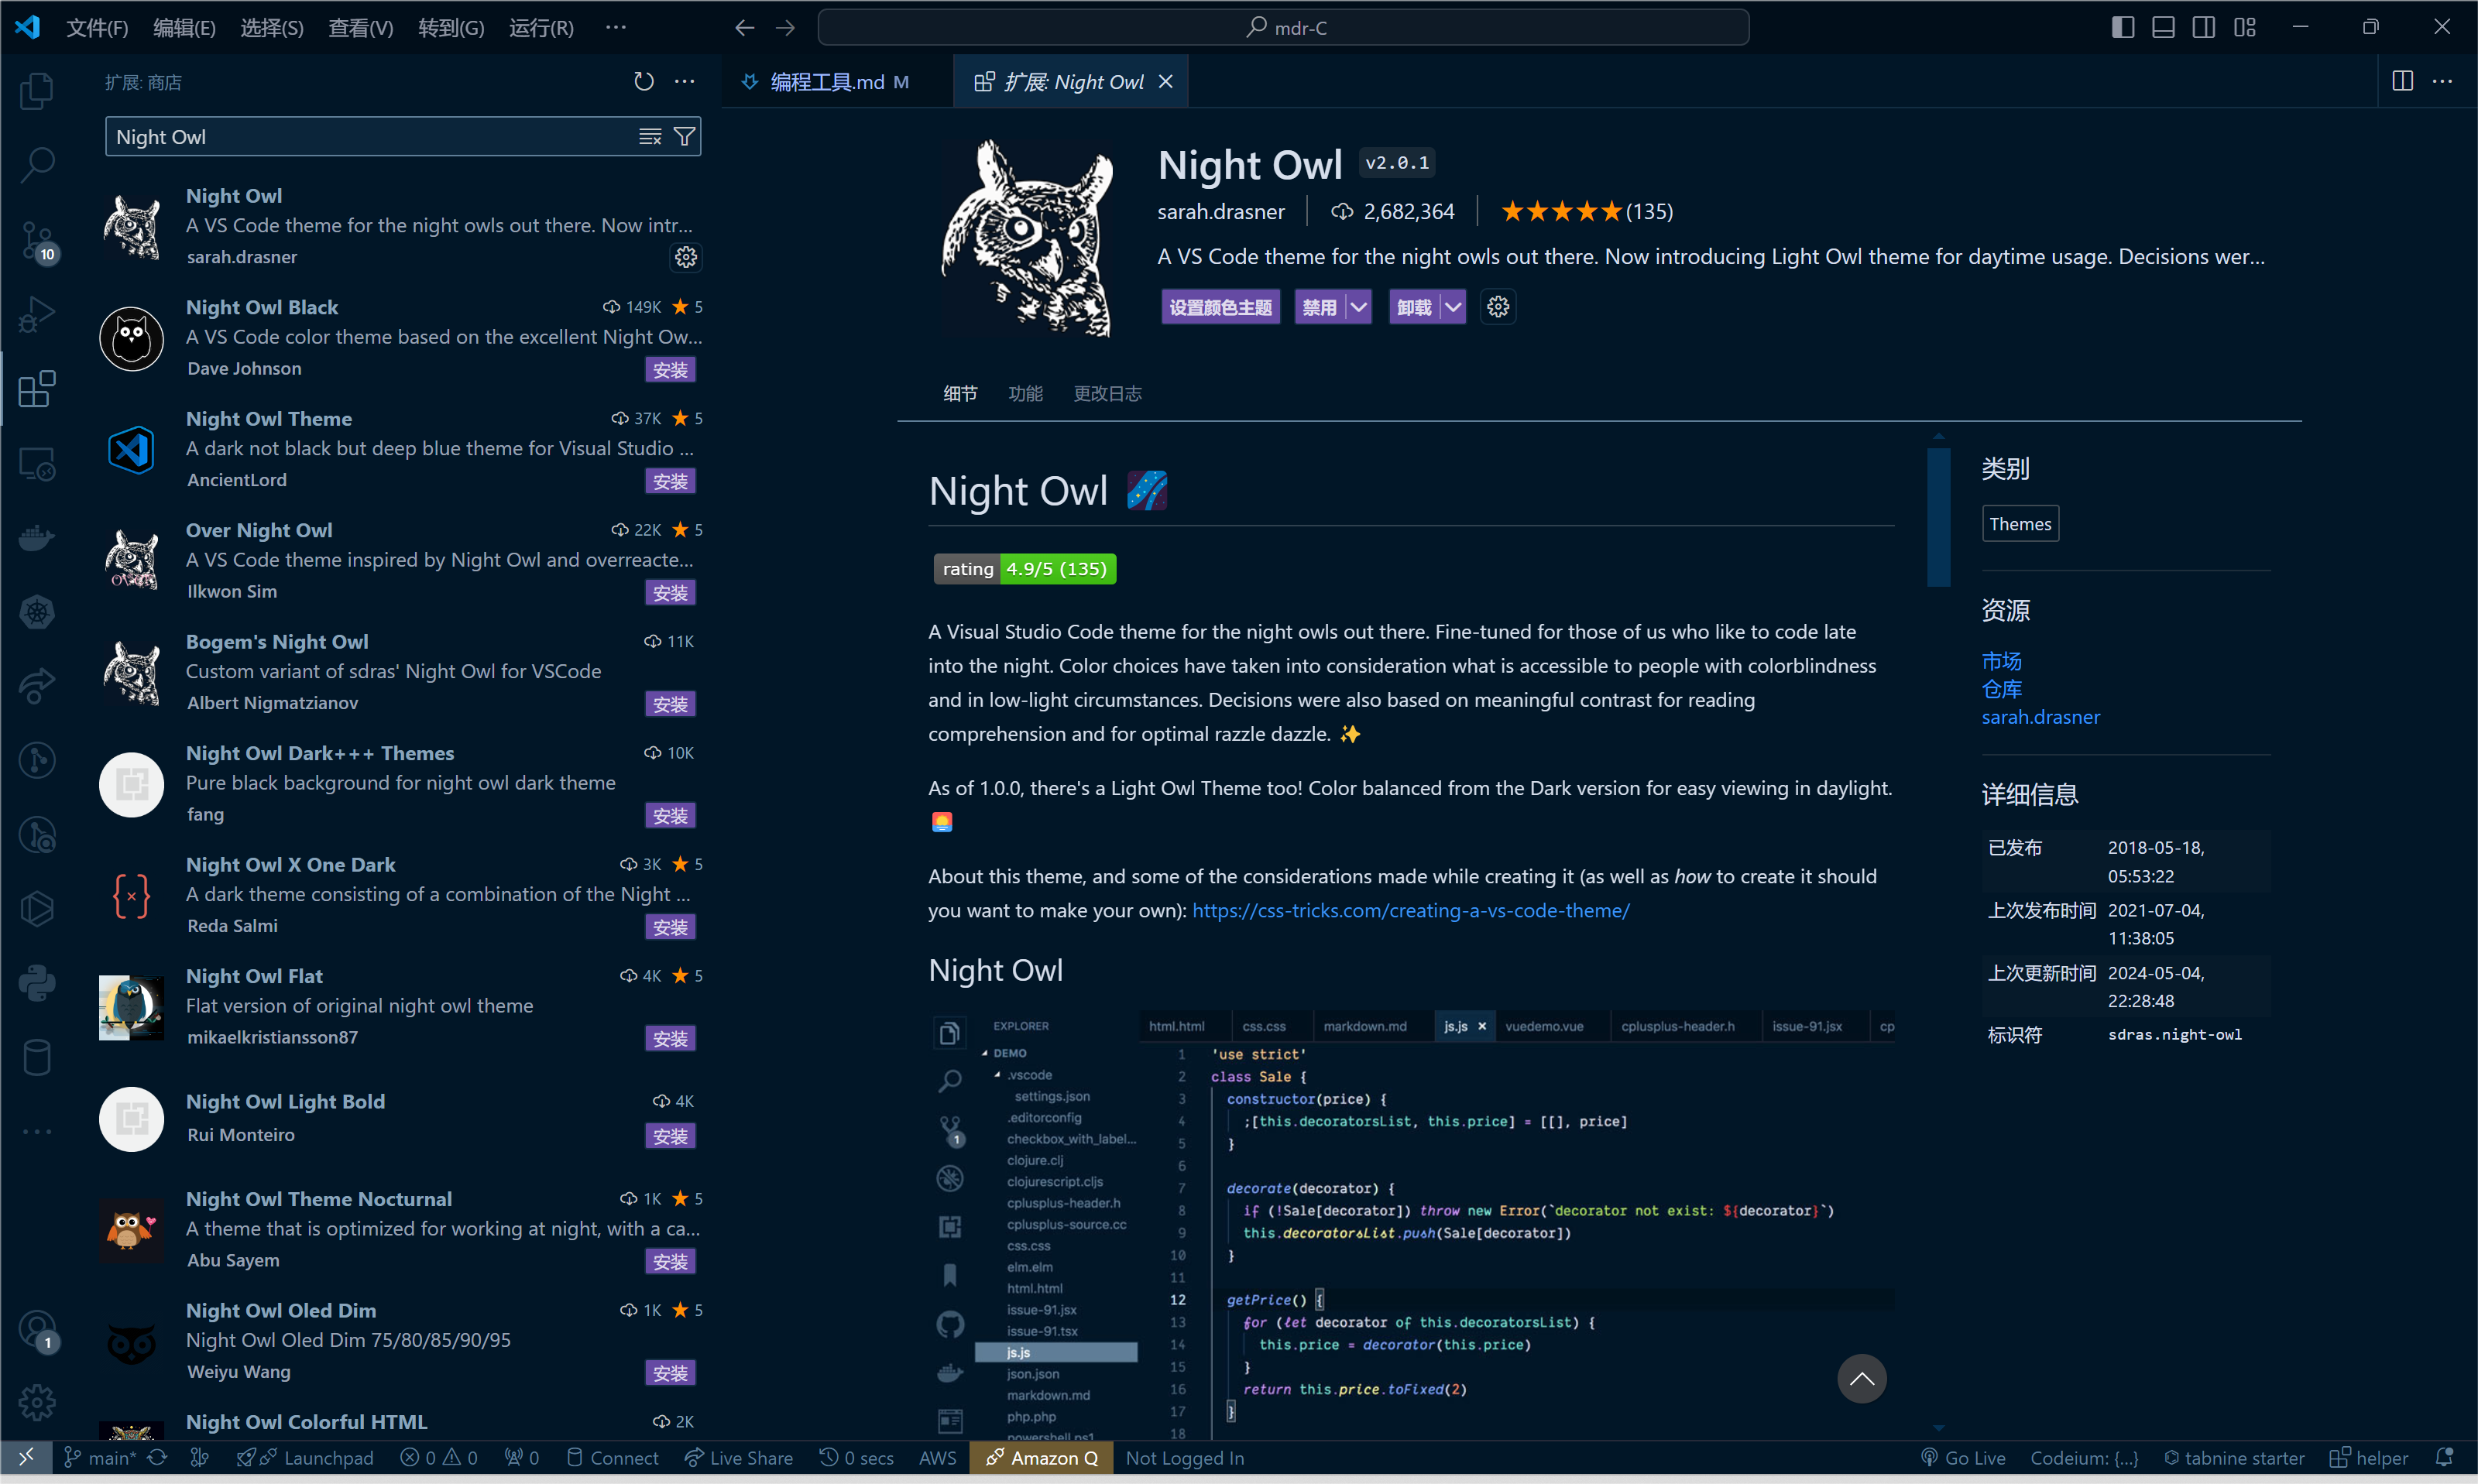 文件(F) 编辑(E) 选择(S) 查看(V) 转到(G) 运行(R) ··· mdr-C
扩展: 商店
Night Owl
10
Night Owl
A VS Code theme for the night owls out there. Now intr...
sarah.drasner
Night Owl Black 149K 5
A VS Code color theme based on the excellent Night Ow...
Dave Johnson 安装
Night Owl Theme 37K 5
A dark not black but deep blue theme for Visual Studio ...
AncientLord 安装
Over Night Owl 22K 5
A VS Code theme inspired by Night Owl and overreacte...
Ilkwon Sim 安装
Bogem's Night Owl 11K
Custom variant of sdras' Night Owl for VSCode
Albert Nigmatzianov 安装
Night Owl Dark+++ Themes 10K
Pure black background for night owl dark theme
fang 安装
Night Owl X One Dark 3K 5
A dark theme consisting of a combination of the Night ...
Reda Salmi 安装
Night Owl Flat 4K 5
Flat version of original night owl theme
mikaelkristiansson87 安装
Night Owl Light Bold 4K
Rui Monteiro 安装
Night Owl Theme Nocturnal 1K 5
A theme that is optimized for working at night, with a ca...
Abu Sayem 安装
Night Owl Oled Dim 1K 5
Night Owl Oled Dim 75/80/85/90/95
Weiyu Wang 安装
Night Owl Colorful HTML 2K
1
编程工具.md M 扩展: Night Owl
Night Owl v2.0.1
sarah.drasner 2,682,364 (135)
A VS Code theme for the night owls out there. Now introducing Light Owl theme for daytime usage. Decisions wer...
设置颜色主题 禁用 卸载
细节 功能 更改日志
Night Owl 🌌
rating 4.9/5 (135)
A Visual Studio Code theme for the night owls out there. Fine-tuned for those of us who like to code late
into the night. Color choices have taken into consideration what is accessible to people with colorblindness
and in low-light circumstances. Decisions were also based on meaningful contrast for reading
comprehension and for optimal razzle dazzle. ✨
As of 1.0.0, there's a Light Owl Theme too! Color balanced from the Dark version for easy viewing in daylight.
🌅
About this theme, and some of the considerations made while creating it (as well as how to create it should
you want to make your own): https://css-tricks.com/creating-a-vs-code-theme/
Night Owl
EXPLORER
DEMO
.vscode
settings.json
.editorconfig
checkbox_with_label...
clojure.clj
clojurescript.cljs
cplusplus-header.h
cplusplus-source.cc
css.css
elm.elm
html.html
issue-91.jsx
issue-91.tsx
js.js
json.json
markdown.md
php.php
powershell.ps1
1
html.html css.css markdown.md js.js × vuedemo.vue cplusplus-header.h issue-91.jsx cp
1 'use strict'
2 class Sale {
3 constructor(price) {
4 ;[this.decoratorsList, this.price] = [[], price]
5 }
6
7 decorate(decorator) {
8 if (!Sale[decorator]) throw new Error(`decorator not exist: ${decorator}`)
9 this.decoratorsList.push(Sale[decorator])
10 }
11
12 getPrice() {
13 for (let decorator of this.decoratorsList) {
14 this.price = decorator(this.price)
15 }
16 return this.price.toFixed(2)
17 }
18
类别
Themes
资源
市场
仓库
sarah.drasner
详细信息
已发布 2018-05-18,
05:53:22
上次发布时间 2021-07-04,
11:38:05
上次更新时间 2024-05-04,
22:28:48
标识符 sdras.night-owl
main* Launchpad 0 0 0 Connect Live Share 0 secs AWS Amazon Q Not Logged In Go Live Codeium: {...} tabnine starter helper